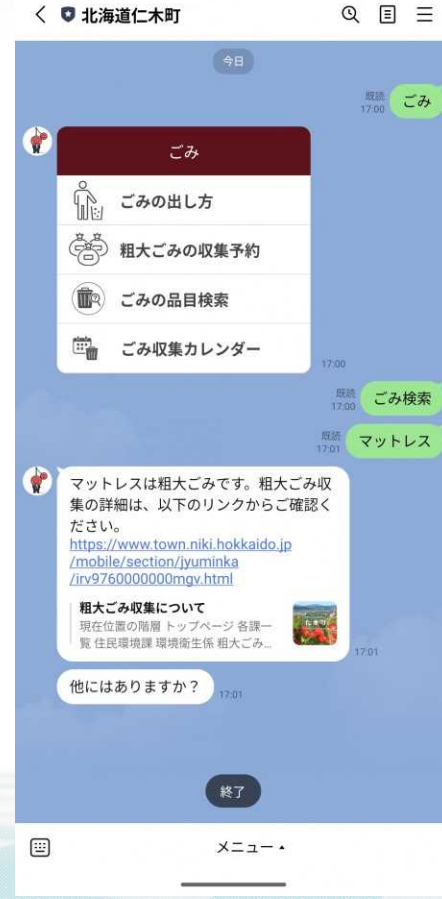 北海道仁木町
今日
既読
17:00
ごみ
ごみ
ごみの出し方
粗大ごみの収集予約
ごみの品目検索
ごみ収集カレンダー
17:00
既読
17:00
ごみ検索
既読
17:01
マットレス
マットレスは粗大ごみです。粗大ごみ収
集の詳細は、以下のリンクからご確認く
ださい。
https://www.town.niki.hokkaido.jp
/mobile/section/jyuminka
/irv9760000000mgv.html
粗大ごみ収集について
現在位置の階層 トップページ 各課一
覧 住民環境課 環境衛生係 粗大ごみ...
仁木町
17:01
他にはありますか？
17:01
終了
メニュー